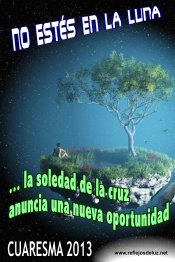 NO ESTÉS EN LA LUNA
... la soledad de la cruz
anuncia una nueva oportunidad
CUARESMA 2013
www.reflejosdeluz.net